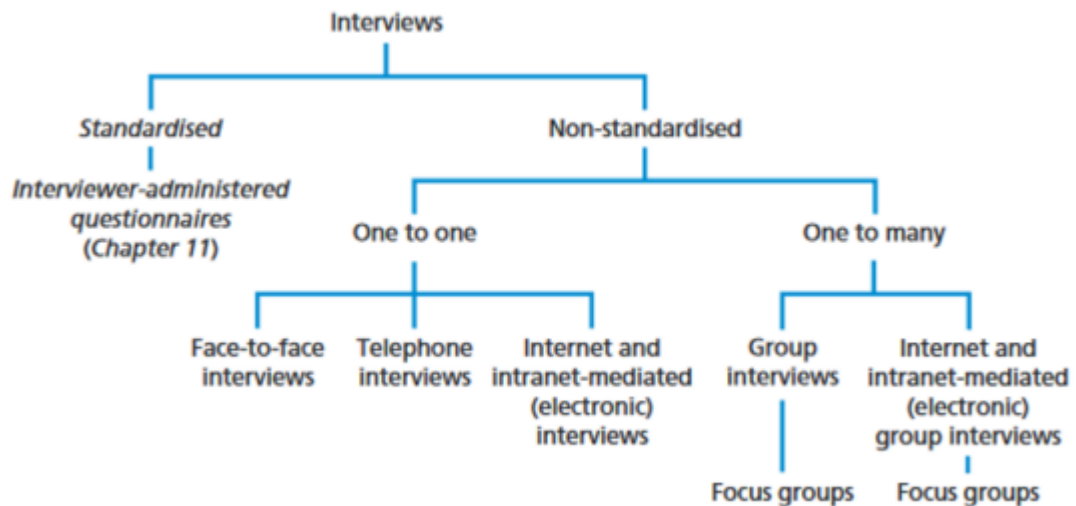 Interviews
Standardised
Non-standardised
Interviewer-administered
questionnaires
(Chapter 11)
One to one
One to many
Face-to-face
interviews
Telephone
interviews
Internet and
intranet-mediated
(electronic)
interviews
Group
interviews
Internet and
intranet-mediated
(electronic)
group interviews
Focus groups
Focus groups